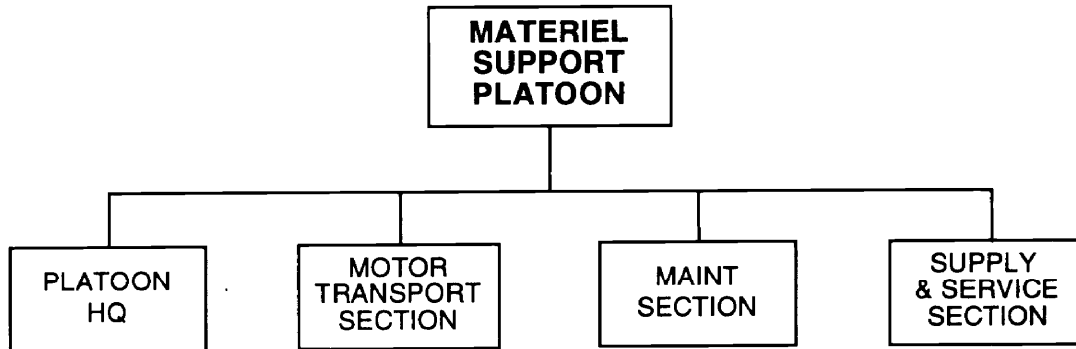 MATERIEL
SUPPORT
PLATOON
PLATOON
HQ
MOTOR
TRANSPORT
SECTION
MAINT
SECTION
SUPPLY
& SERVICE
SECTION